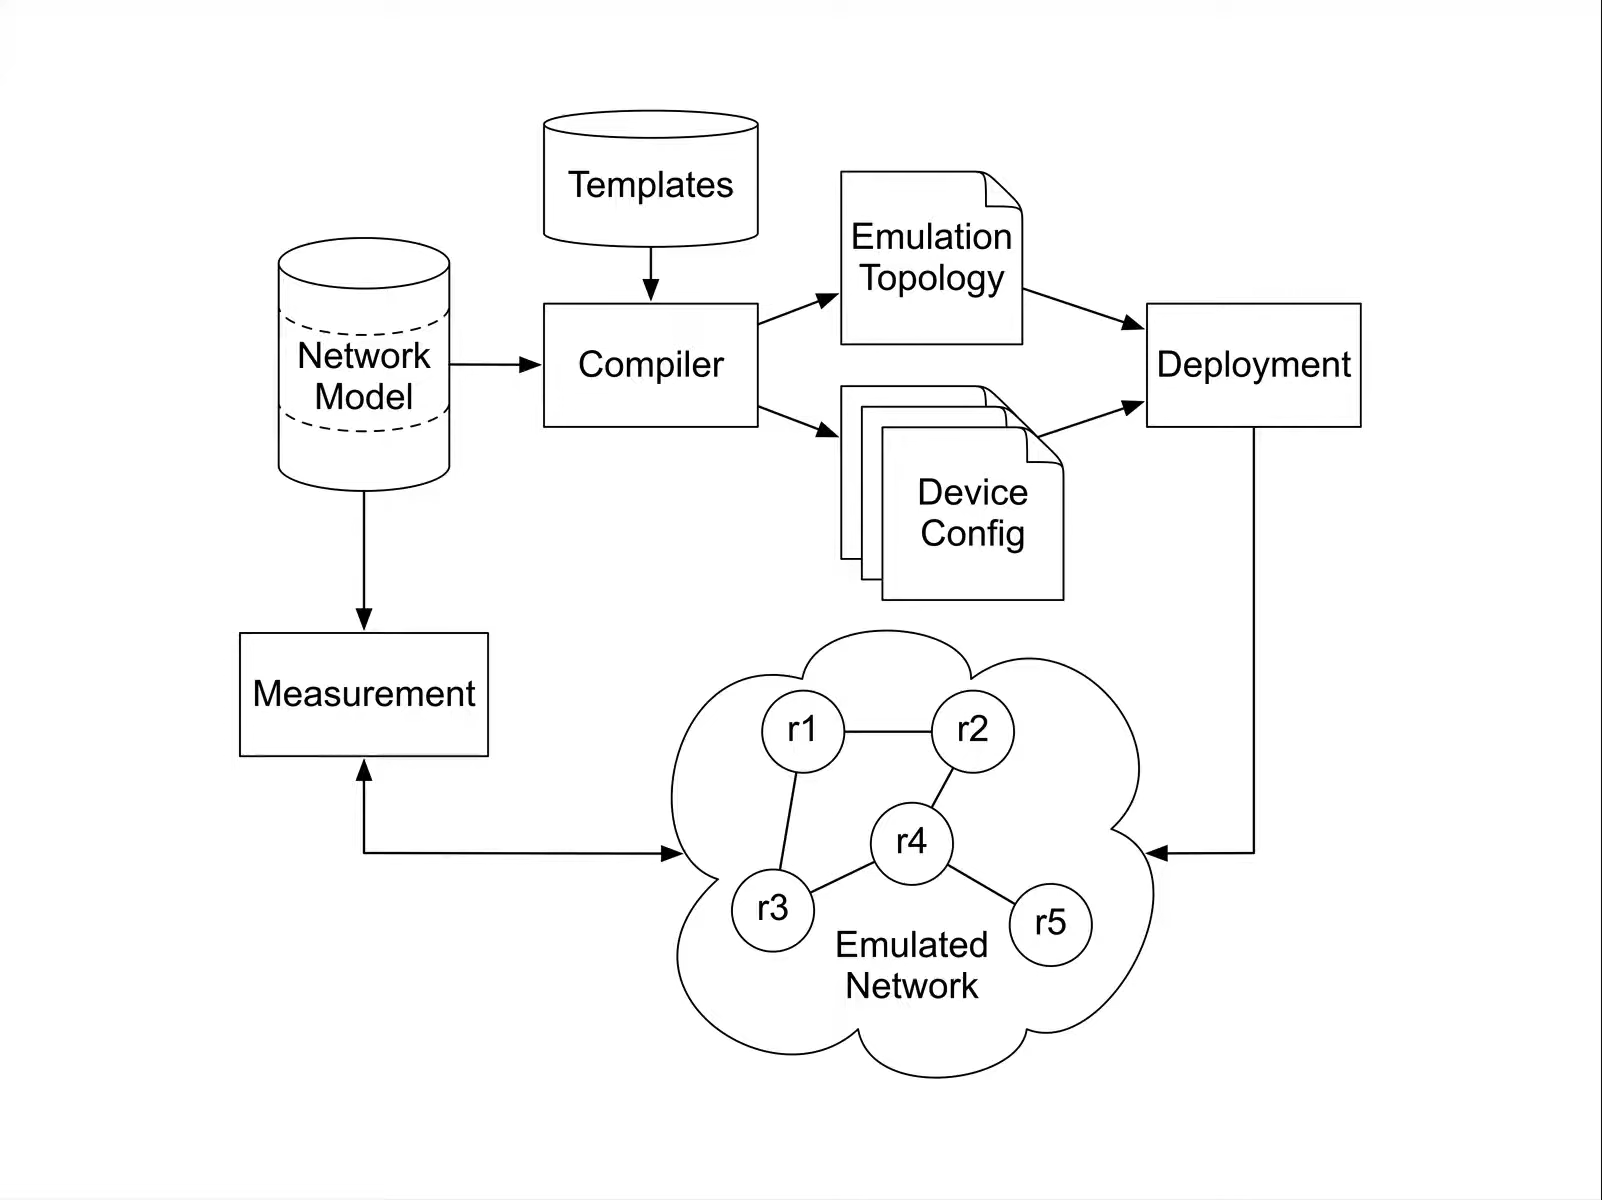 Templates
Emulation
Topology
Network
Model
Compiler
Deployment
Device
Config
Measurement
r1
r2
r4
r3
r5
Emulated
Network